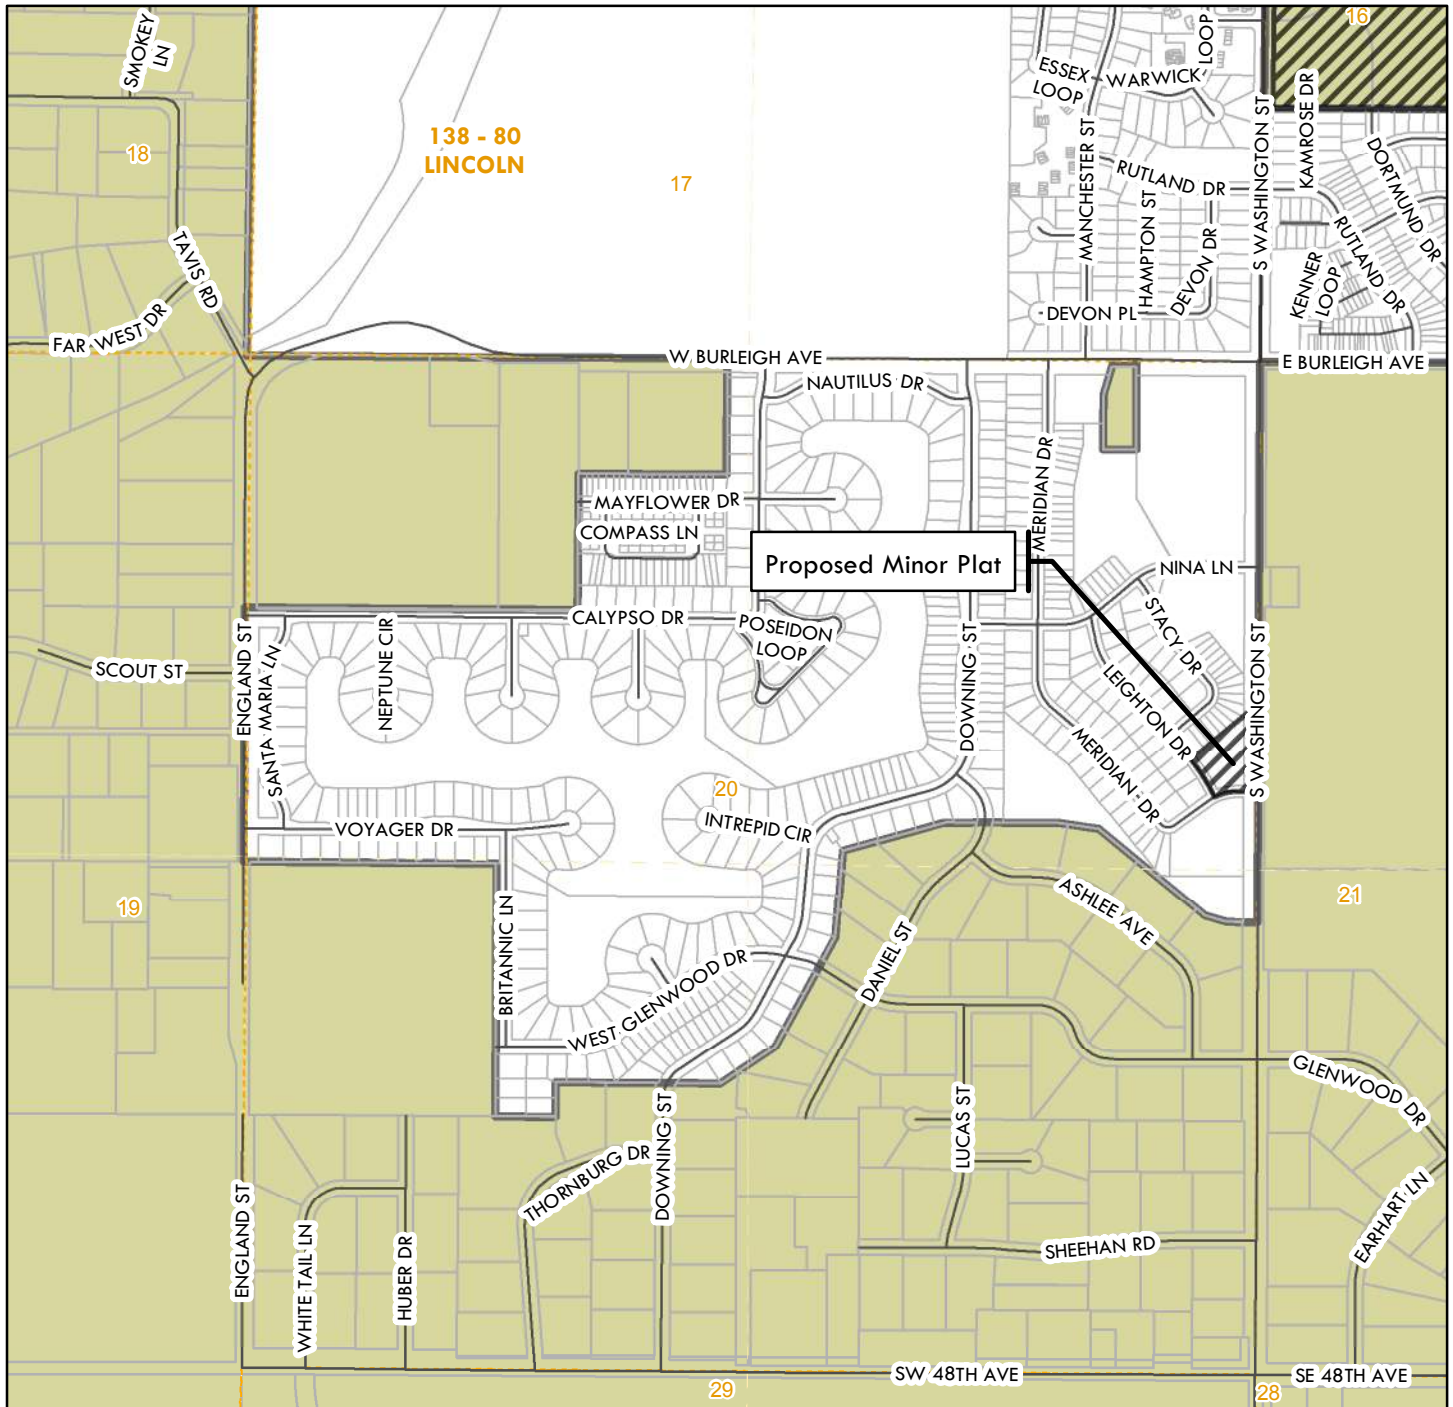 SMOKEY
LN
16
ESSEX
LOOP
WARWICK
LOOP
138 - 80
LINCOLN
18
17
S WASHINGTON ST
KAMROSE DR
DORTMUND DR
MANCHESTER ST
RUTLAND DR
HAMPTON ST
DEVON DR
RUTLAND DR
KENNER
LOOP
TAVIS RD
FAR WEST DR
DEVON PL
W BURLEIGH AVE
E BURLEIGH AVE
NAUTILUS DR
MERIDIAN DR
MAYFLOWER DR
COMPASS LN
Proposed Minor Plat
NINA LN
CALYPSO DR
POSEIDON
LOOP
NEPTUNE CIR
STACY DR
SCOUT ST
ENGLAND ST
SANTA MARIA LN
DOWNING ST
LEIGHTON DR
S WASHINGTON ST
MERIDIAN DR
20
INTREPID CIR
VOYAGER DR
19
21
BRITANNIC LN
ASHLEE AVE
DANIEL ST
WEST GLENWOOD DR
GLENWOOD DR
LUCAS ST
DOWNING ST
THORNBURG DR
ENGLAND ST
WHITE TAIL LN
HUBER DR
SHEEHAN RD
EARHART LN
SW 48TH AVE
SE 48TH AVE
29
28